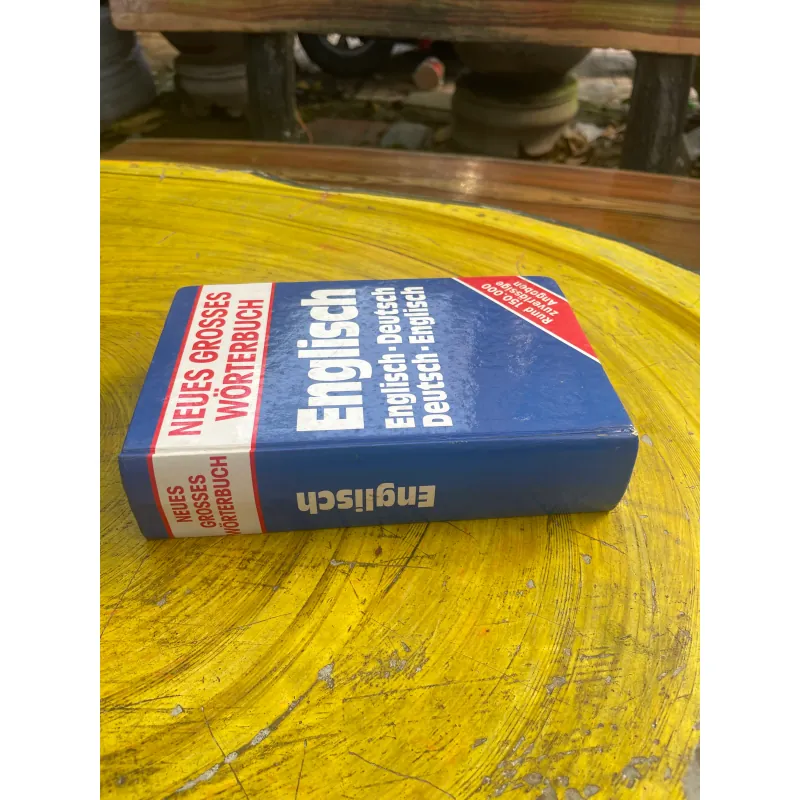 NEUES GROSSES
WÖRTERBUCH
Englisch
Englisch-Deutsch
Deutsch-Englisch
Rund 150.000
zuverlässige
Angaben
NEUES
GROSSES
WÖRTERBUCH
Englisch